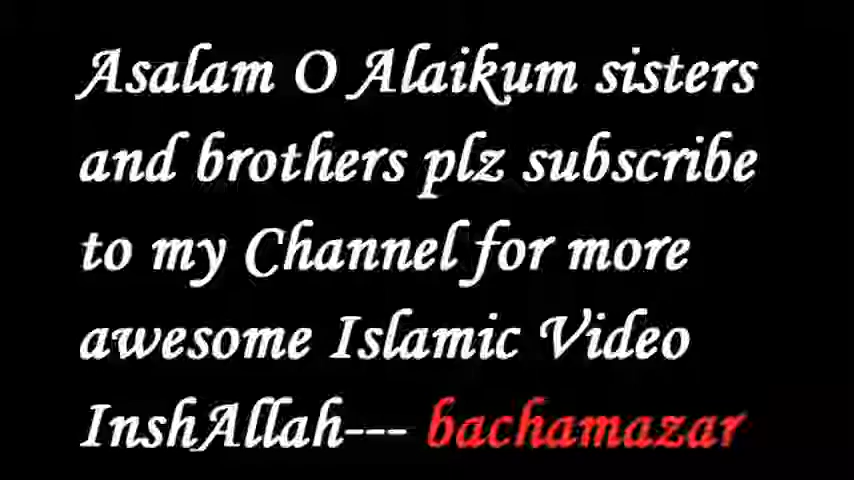 Asalam O Alaikum sisters
and brothers plz subscribe
to my Channel for more
awesome Islamic Video
InshAllah--- bachamazar